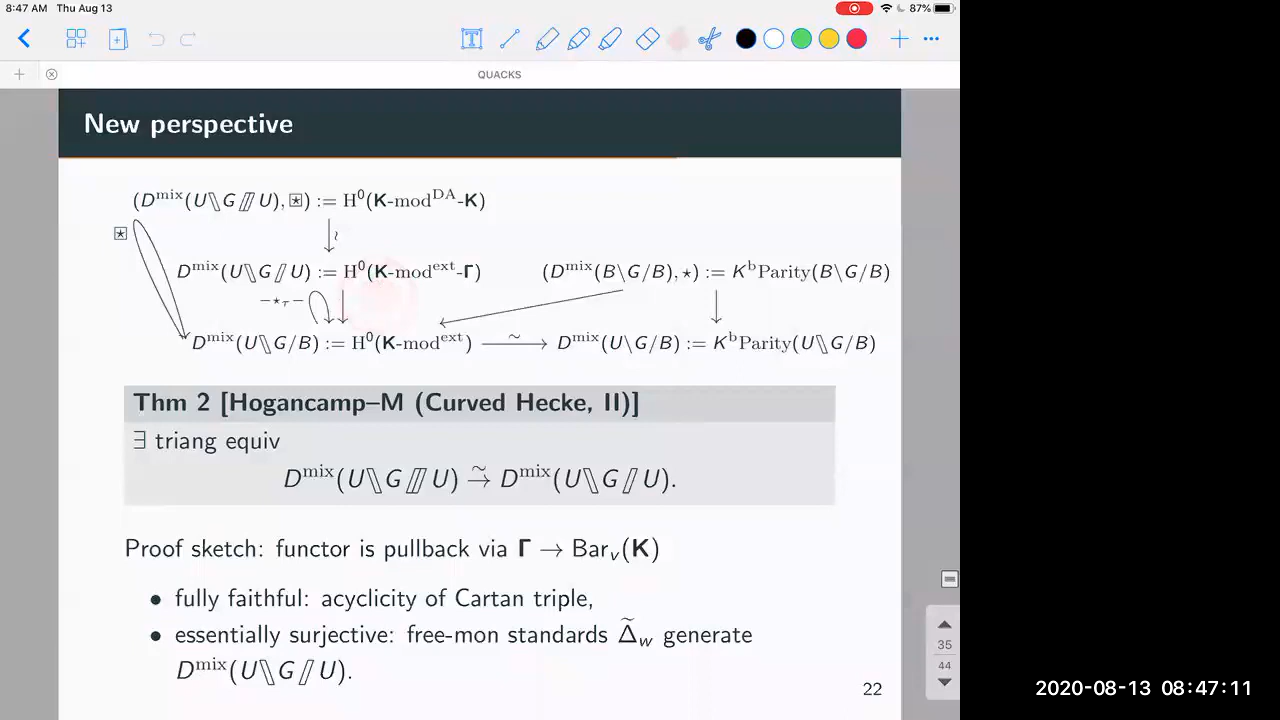 8:47 AM Thu Aug 13
87%
QUACKS
New perspective
(D^mix(U\\G///U), ⍟) := H^0(K-mod^DA-K)
≀
⍟
D^mix(U\\G//U) := H^0(K-mod^ext-Γ) (D^mix(B\G/B), ⋆) := K^bParity(B\G/B)
−⋆_τ−
D^mix(U\\G/B) := H^0(K-mod^ext) ∼→ D^mix(U\G/B) := K^bParity(U\\G/B)
Thm 2 [Hogancamp–M (Curved Hecke, II)]
∃ triang equiv
D^mix(U\\G///U) ∼→ D^mix(U\\G//U).
Proof sketch: functor is pullback via Γ → Bar_v(K)
• fully faithful: acyclicity of Cartan triple,
• essentially surjective: free-mon standards Δ̃_w generate
D^mix(U\\G//U).
35
44
22
2020-08-13 08:47:11